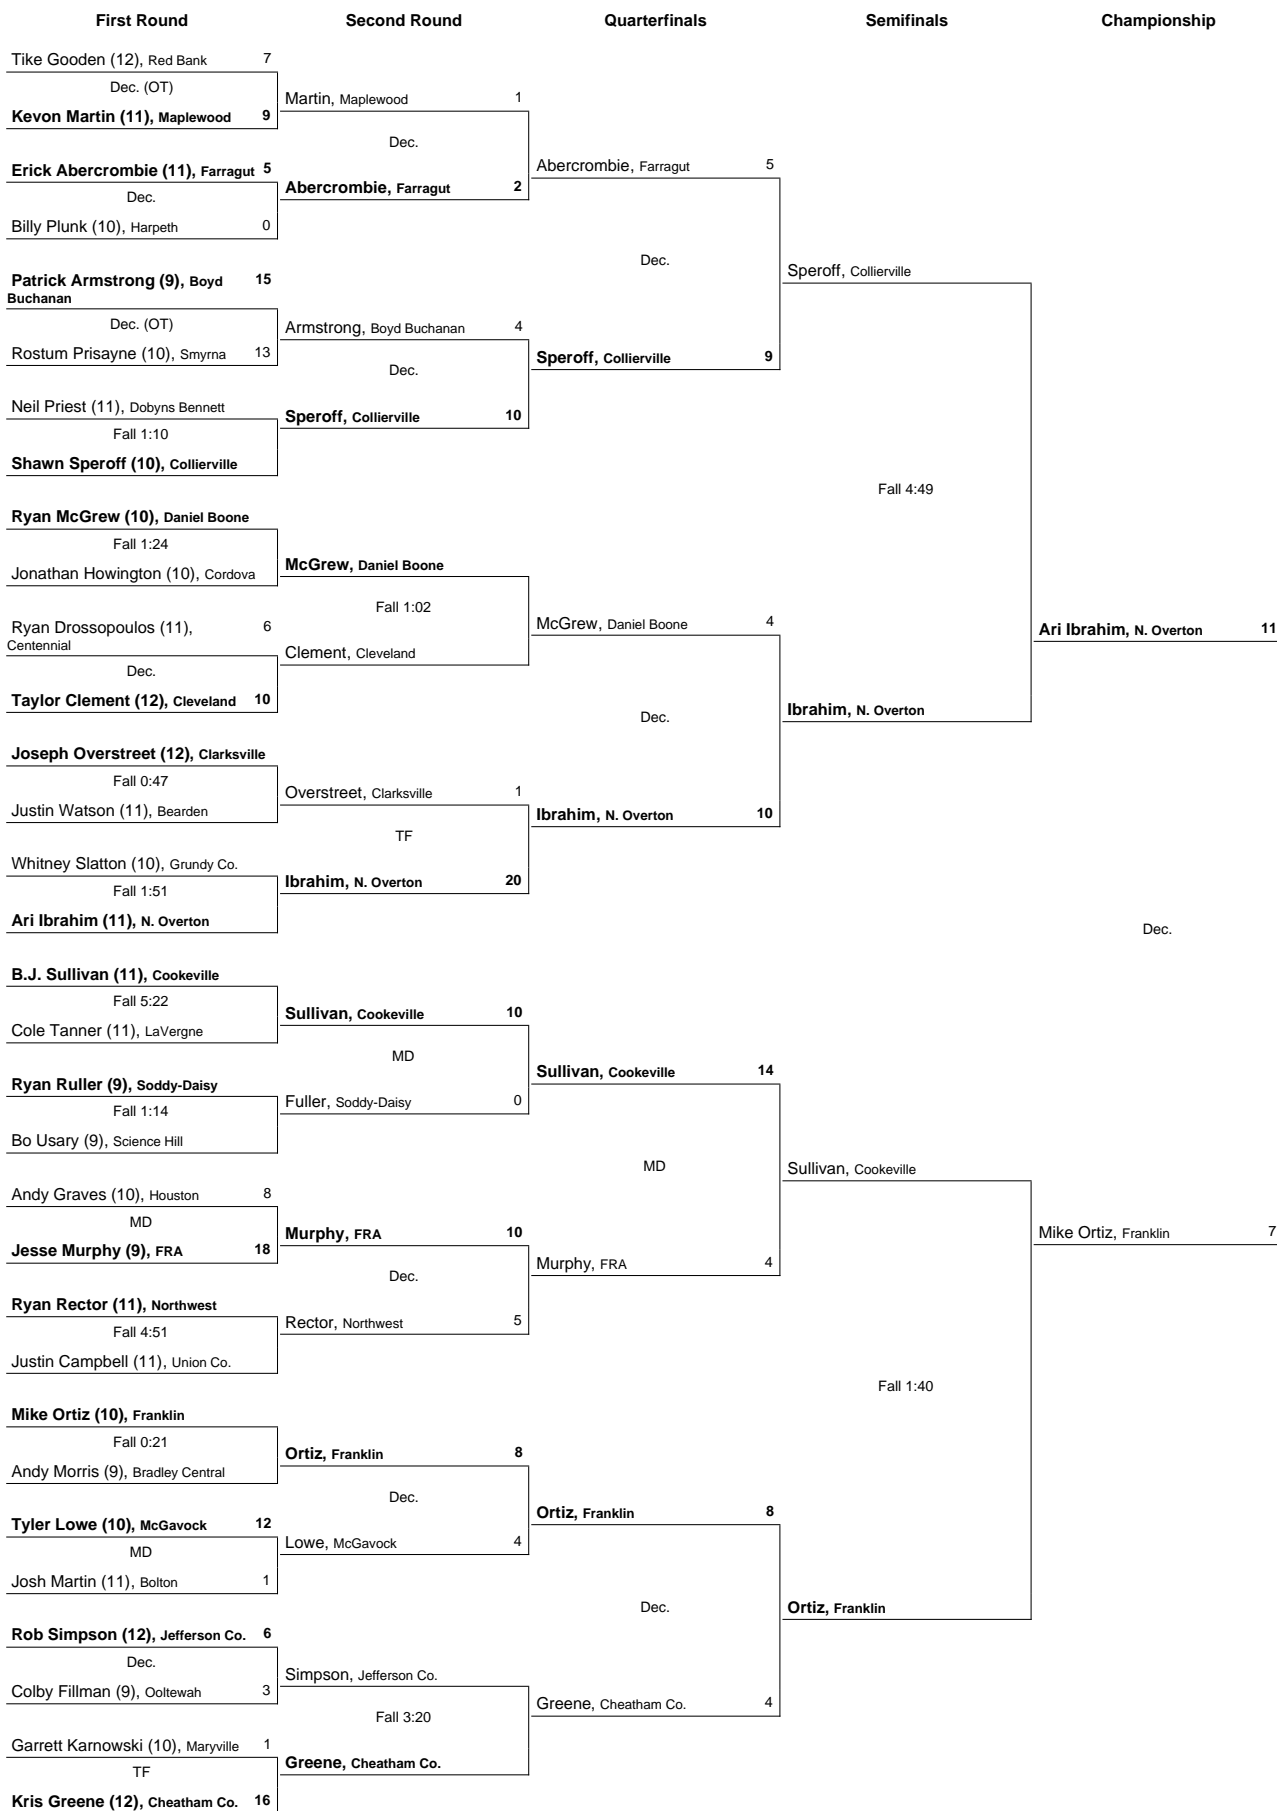 First Round Second Round Quarterfinals Semifinals Championship
Tike Gooden (12), Red Bank 7
Dec. (OT)
Kevon Martin (11), Maplewood 9
Erick Abercrombie (11), Farragut 5
Dec.
Billy Plunk (10), Harpeth 0
Patrick Armstrong (9), Boyd 15
Buchanan
Dec. (OT)
Rostum Prisayne (10), Smyrna 13
Neil Priest (11), Dobyns Bennett
Fall 1:10
Shawn Speroff (10), Collierville
Ryan McGrew (10), Daniel Boone
Fall 1:24
Jonathan Howington (10), Cordova
Ryan Drossopoulos (11), 6
Centennial
Dec.
Taylor Clement (12), Cleveland 10
Joseph Overstreet (12), Clarksville
Fall 0:47
Justin Watson (11), Bearden
Whitney Slatton (10), Grundy Co.
Fall 1:51
Ari Ibrahim (11), N. Overton
B.J. Sullivan (11), Cookeville
Fall 5:22
Cole Tanner (11), LaVergne
Ryan Ruller (9), Soddy-Daisy
Fall 1:14
Bo Usary (9), Science Hill
Andy Graves (10), Houston 8
MD
Jesse Murphy (9), FRA 18
Ryan Rector (11), Northwest
Fall 4:51
Justin Campbell (11), Union Co.
Mike Ortiz (10), Franklin
Fall 0:21
Andy Morris (9), Bradley Central
Tyler Lowe (10), McGavock 12
MD
Josh Martin (11), Bolton 1
Rob Simpson (12), Jefferson Co. 6
Dec.
Colby Fillman (9), Ooltewah 3
Garrett Karnowski (10), Maryville 1
TF
Kris Greene (12), Cheatham Co. 16
Martin, Maplewood 1
Dec.
Abercrombie, Farragut 2
Armstrong, Boyd Buchanan 4
Dec.
Speroff, Collierville 10
McGrew, Daniel Boone
Fall 1:02
Clement, Cleveland
Overstreet, Clarksville 1
TF
Ibrahim, N. Overton 20
Sullivan, Cookeville 10
MD
Fuller, Soddy-Daisy 0
Murphy, FRA 10
Dec.
Rector, Northwest 5
Ortiz, Franklin 8
Dec.
Lowe, McGavock 4
Simpson, Jefferson Co.
Fall 3:20
Greene, Cheatham Co.
Abercrombie, Farragut 5
Dec.
Speroff, Collierville 9
McGrew, Daniel Boone 4
Dec.
Ibrahim, N. Overton 10
Sullivan, Cookeville 14
MD
Murphy, FRA 4
Ortiz, Franklin 8
Dec.
Greene, Cheatham Co. 4
Speroff, Collierville
Fall 4:49
Ibrahim, N. Overton
Sullivan, Cookeville
Fall 1:40
Ortiz, Franklin
Ari Ibrahim, N. Overton 11
Dec.
Mike Ortiz, Franklin 7